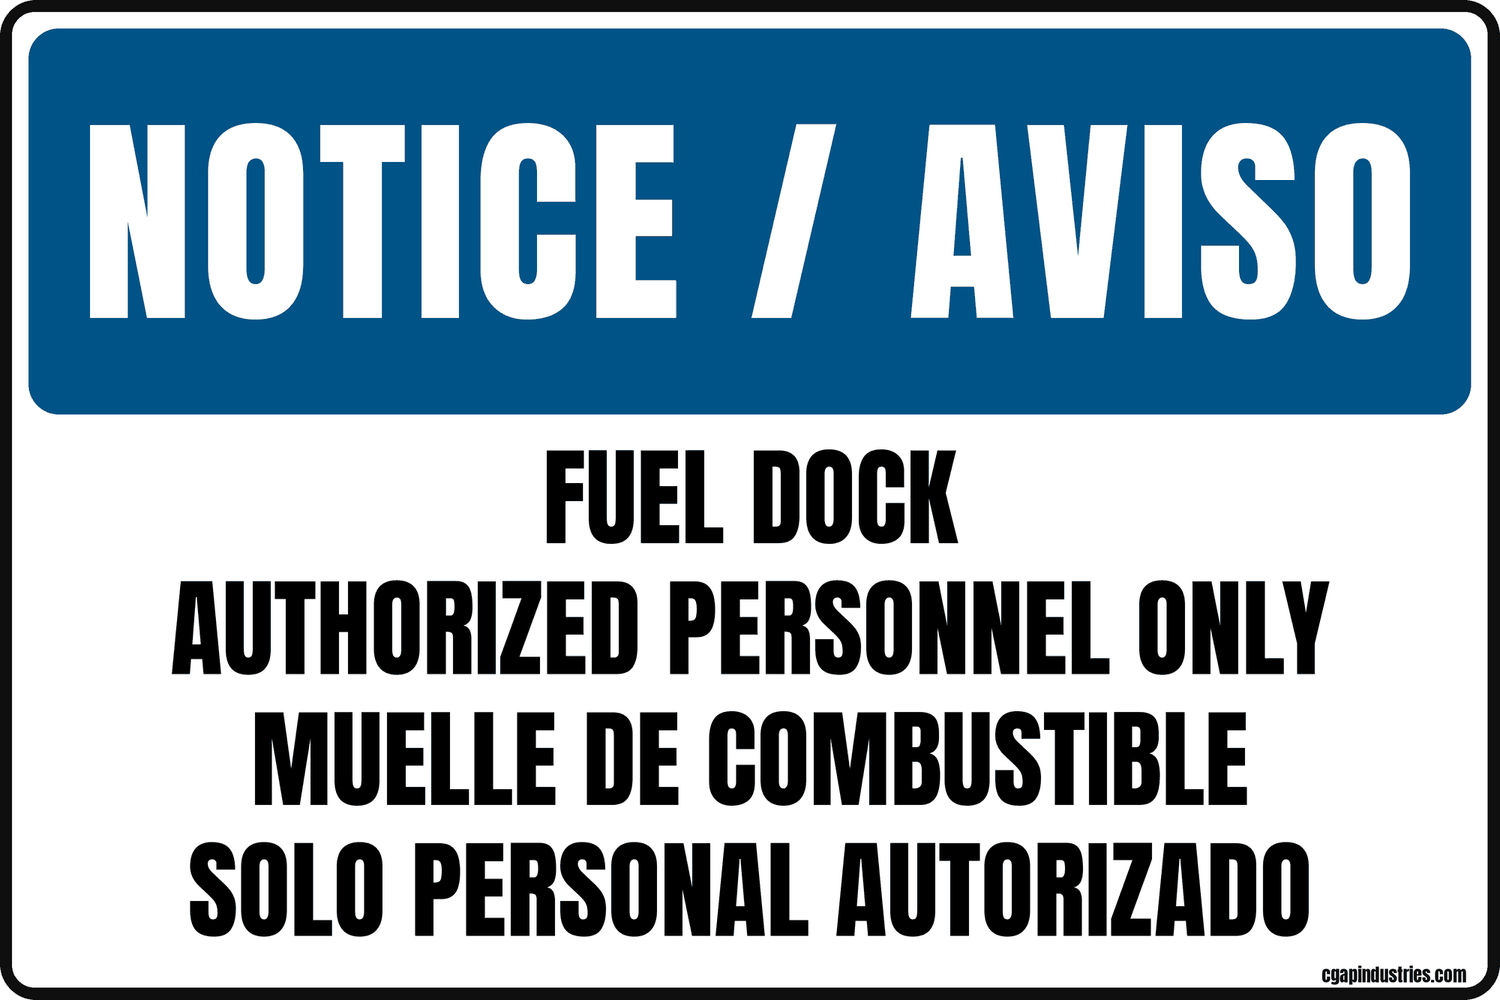 NOTICE / AVISO
FUEL DOCK
AUTHORIZED PERSONNEL ONLY
MUELLE DE COMBUSTIBLE
SOLO PERSONAL AUTORIZADO
cgapindustries.com